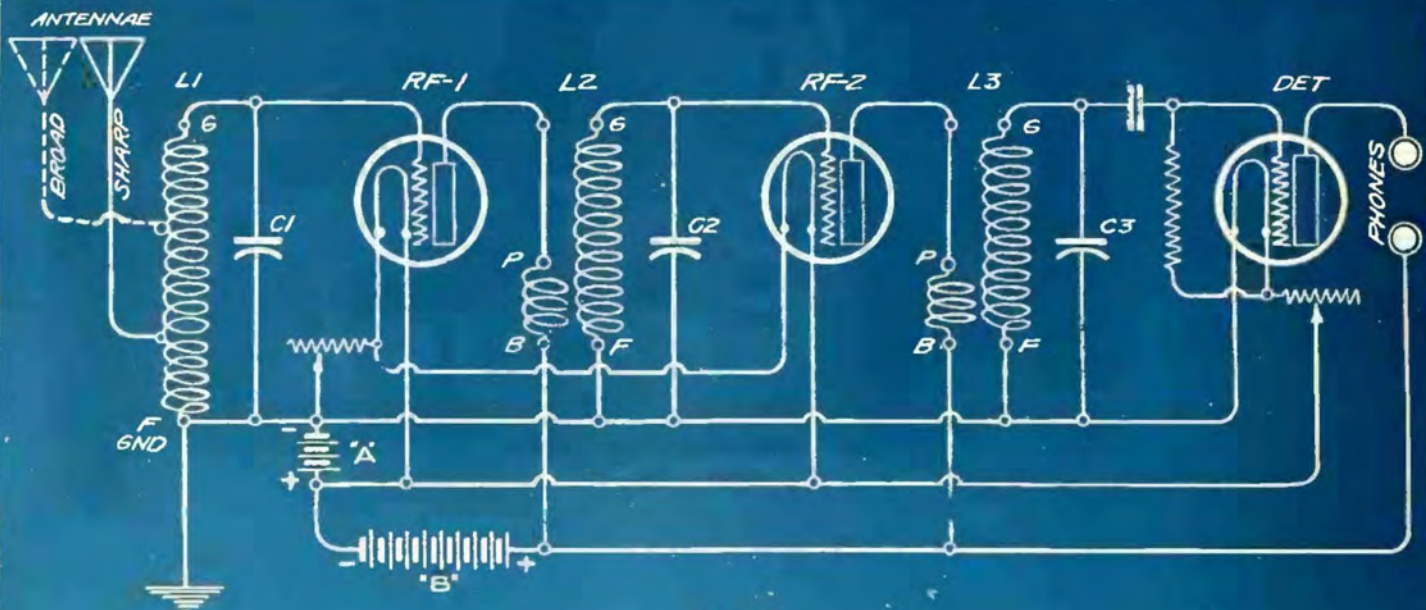 ANTENNAE
L1
RF-1
L2
RF-2
L3
DET
G
G
G
BROAD
SHARP
C1
C2
C3
PHONES
P
P
B
F
B
F
F
GND
-
"A"
+
-
"B"
+